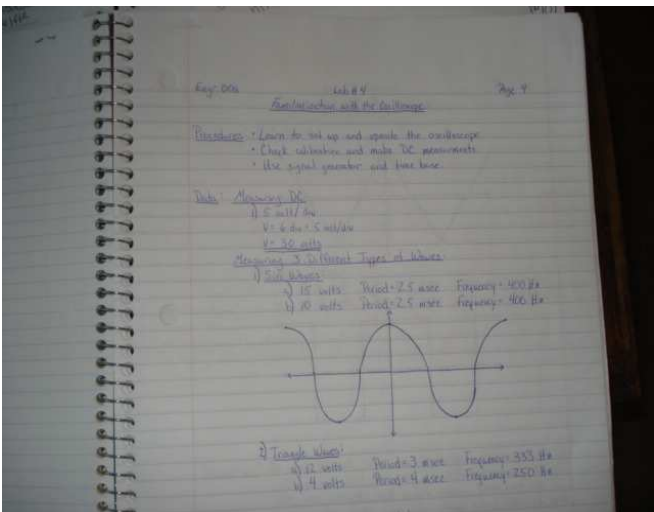 Lab # 4
Page 9
Familiarization with the Oscilloscope
Procedures: • Learn to set up and operate the oscilloscope
• Check calibration and make DC measurements
• Use signal generator and time base.
Data: Measuring DC
1) 5 volt/div
V = 6 div × 5 volt/div
V = 30 volts
Measuring 3 Different Types of Waves
1) Sine Waves
a) 15 volts Period = 2.5 msec Frequency = 400 Hz
b) 10 volts Period = 2.5 msec Frequency = 400 Hz
2) Triangle Waves:
a) 12 volts Period = 3 msec Frequency = 333 Hz
b) 4 volts Period = 4 msec Frequency = 250 Hz